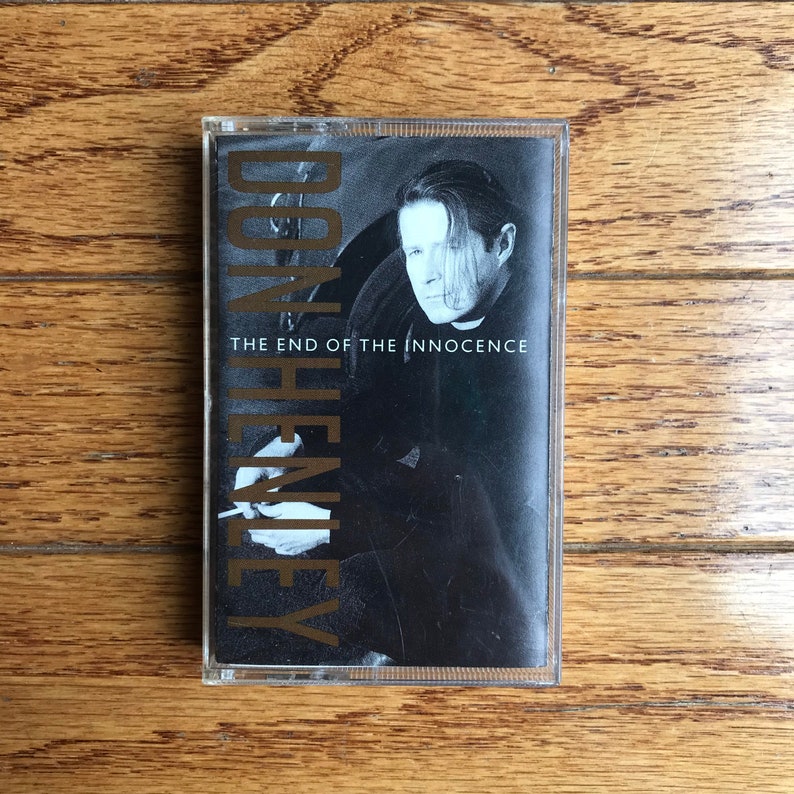 DON HENLEY
THE END OF THE INNOCENCE